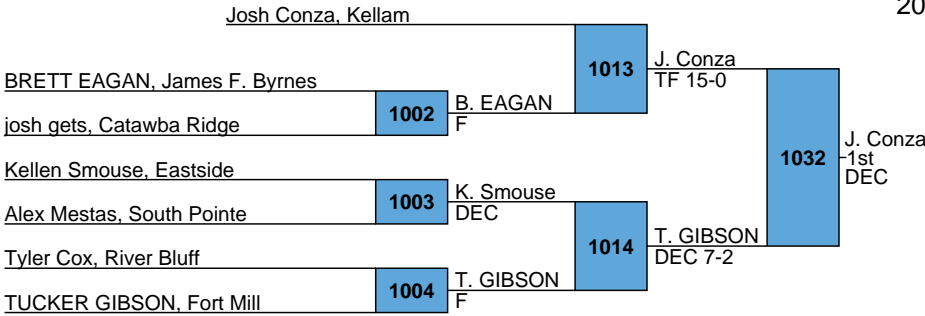 20
Josh Conza, Kellam
1013
J. Conza
TF 15-0
BRETT EAGAN, James F. Byrnes
1002
B. EAGAN
F
josh gets, Catawba Ridge
1032
J. Conza
1st
DEC
Kellen Smouse, Eastside
1003
K. Smouse
DEC
Alex Mestas, South Pointe
1014
T. GIBSON
DEC 7-2
Tyler Cox, River Bluff
1004
T. GIBSON
F
TUCKER GIBSON, Fort Mill